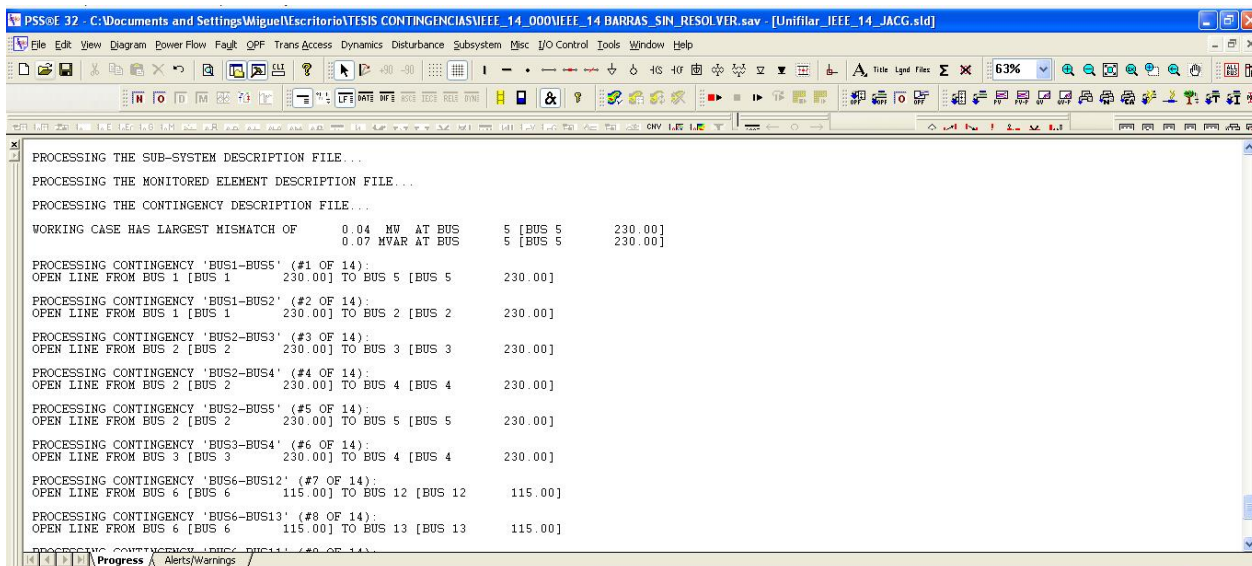 PSS®E 32 - C:\Documents and Settings\Miguel\Escritorio\TESIS CONTINGENCIAS\IEEE_14_000\IEEE_14 BARRAS_SIN_RESOLVER.sav - [Unifilar_IEEE_14_JACG.sld]
File Edit View Diagram Power Flow Fault OPF Trans Access Dynamics Disturbance Subsystem Misc I/O Control Tools Window Help
63%
PROCESSING THE SUB-SYSTEM DESCRIPTION FILE...
PROCESSING THE MONITORED ELEMENT DESCRIPTION FILE...
PROCESSING THE CONTINGENCY DESCRIPTION FILE...
WORKING CASE HAS LARGEST MISMATCH OF 0.04 MW AT BUS 5 [BUS 5 230.00]
0.07 MVAR AT BUS 5 [BUS 5 230.00]
PROCESSING CONTINGENCY 'BUS1-BUS5' (#1 OF 14):
OPEN LINE FROM BUS 1 [BUS 1 230.00] TO BUS 5 [BUS 5 230.00]
PROCESSING CONTINGENCY 'BUS1-BUS2' (#2 OF 14):
OPEN LINE FROM BUS 1 [BUS 1 230.00] TO BUS 2 [BUS 2 230.00]
PROCESSING CONTINGENCY 'BUS2-BUS3' (#3 OF 14):
OPEN LINE FROM BUS 2 [BUS 2 230.00] TO BUS 3 [BUS 3 230.00]
PROCESSING CONTINGENCY 'BUS2-BUS4' (#4 OF 14):
OPEN LINE FROM BUS 2 [BUS 2 230.00] TO BUS 4 [BUS 4 230.00]
PROCESSING CONTINGENCY 'BUS2-BUS5' (#5 OF 14):
OPEN LINE FROM BUS 2 [BUS 2 230.00] TO BUS 5 [BUS 5 230.00]
PROCESSING CONTINGENCY 'BUS3-BUS4' (#6 OF 14):
OPEN LINE FROM BUS 3 [BUS 3 230.00] TO BUS 4 [BUS 4 230.00]
PROCESSING CONTINGENCY 'BUS6-BUS12' (#7 OF 14):
OPEN LINE FROM BUS 6 [BUS 6 115.00] TO BUS 12 [BUS 12 115.00]
PROCESSING CONTINGENCY 'BUS6-BUS13' (#8 OF 14):
OPEN LINE FROM BUS 6 [BUS 6 115.00] TO BUS 13 [BUS 13 115.00]
PROCESSING CONTINGENCY 'BUS6-BUS11' (#9 OF 14):
Progress Alerts/Warnings